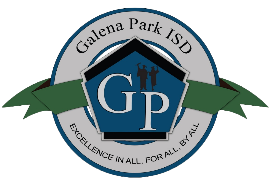 Galena Park ISD
GP
EXCELLENCE IN ALL, FOR ALL, BY ALL